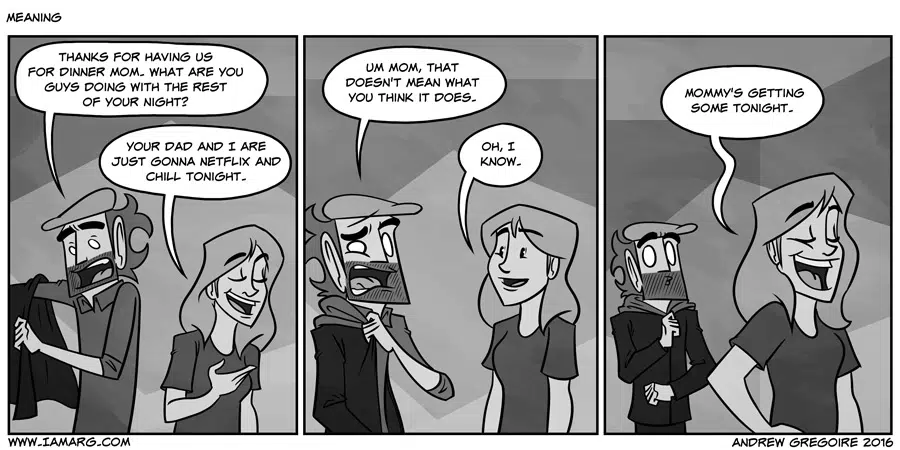 MEANING
THANKS FOR HAVING US
FOR DINNER MOM. WHAT ARE YOU
GUYS DOING WITH THE REST
OF YOUR NIGHT?
YOUR DAD AND I ARE
JUST GONNA NETFLIX AND
CHILL TONIGHT.
UM MOM, THAT
DOESN'T MEAN WHAT
YOU THINK IT DOES.
OH, I
KNOW.
MOMMY'S GETTING
SOME TONIGHT.
WWW.IAMARG.COM
ANDREW GREGOIRE 2016